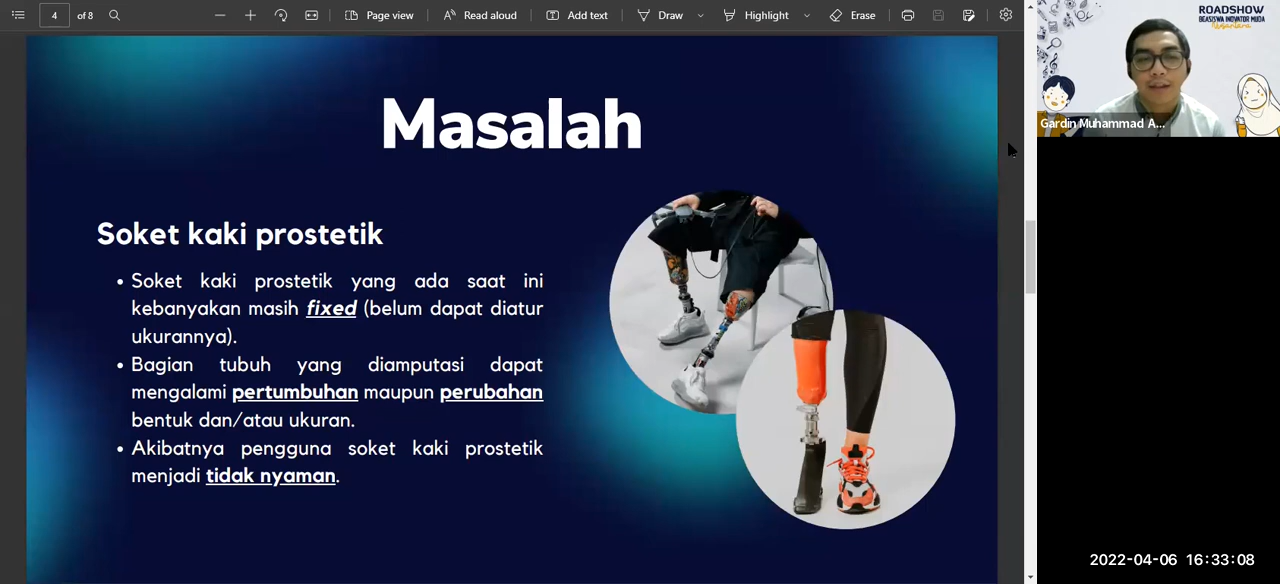 4 of 8 Page view Read aloud Add text Draw Highlight Erase
ROADSHOW
BEASISWA INOVATOR MUDA
Nusantara
Gardin Muhammad A...
Masalah
Soket kaki prostetik
• Soket kaki prostetik yang ada saat ini
kebanyakan masih fixed (belum dapat diatur
ukurannya).
• Bagian tubuh yang diamputasi dapat
mengalami pertumbuhan maupun perubahan
bentuk dan/atau ukuran.
• Akibatnya pengguna soket kaki prostetik
menjadi tidak nyaman.
2022-04-06 16:33:08